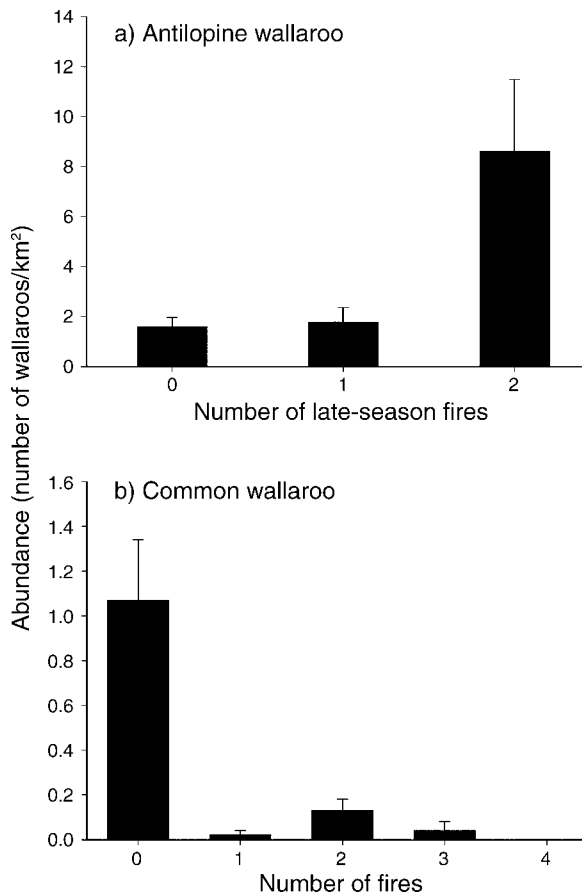 Abundance (number of wallaroos/km²)
a) Antilopine wallaroo
14
12
10
8
6
4
2
0
0 1 2
Number of late-season fires
b) Common wallaroo
1.6
1.4
1.2
1.0
0.8
0.6
0.4
0.2
0.0
0 1 2 3 4
Number of fires